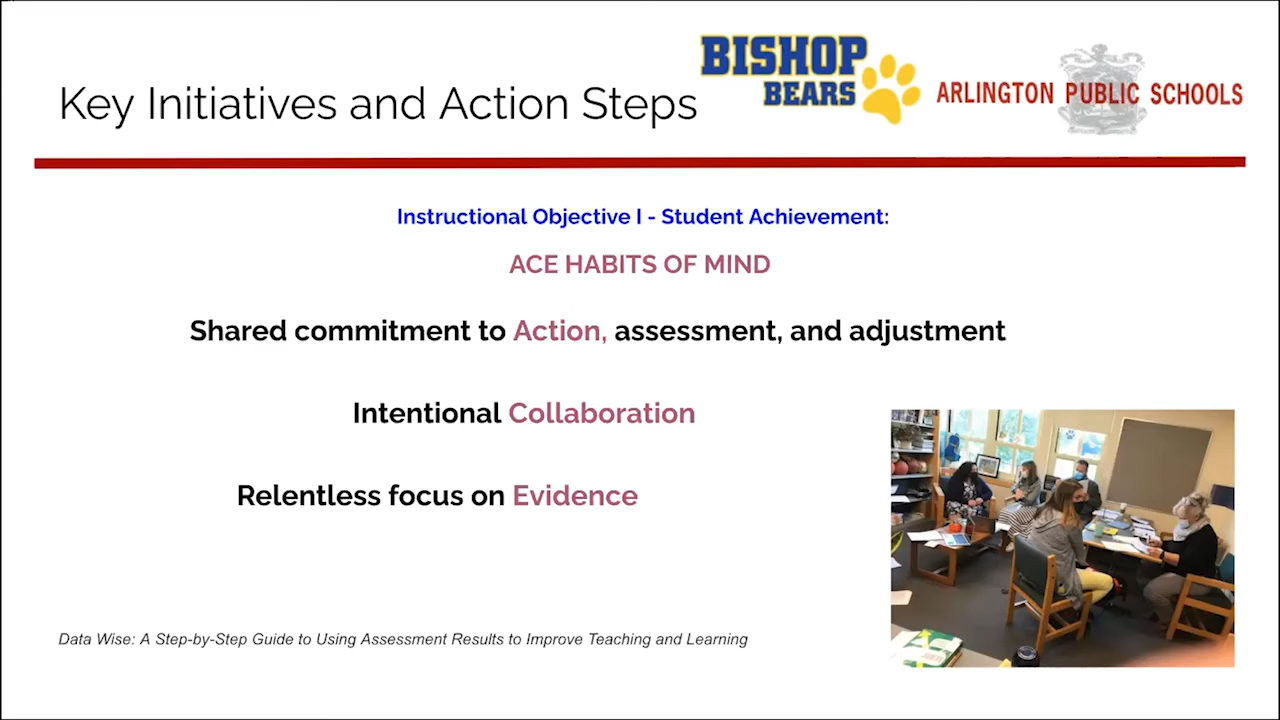 Key Initiatives and Action Steps
BISHOP
BEARS
ARLINGTON PUBLIC SCHOOLS
Instructional Objective I - Student Achievement:
ACE HABITS OF MIND
Shared commitment to Action, assessment, and adjustment
Intentional Collaboration
Relentless focus on Evidence
Data Wise: A Step-by-Step Guide to Using Assessment Results to Improve Teaching and Learning